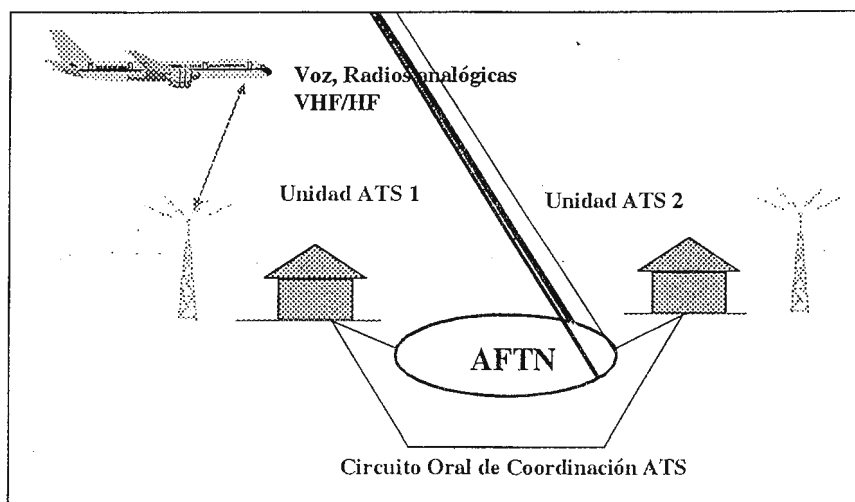 Voz, Radios analógicas
VHF/HF
Unidad ATS 1
Unidad ATS 2
AFTN
Circuito Oral de Coordinación ATS